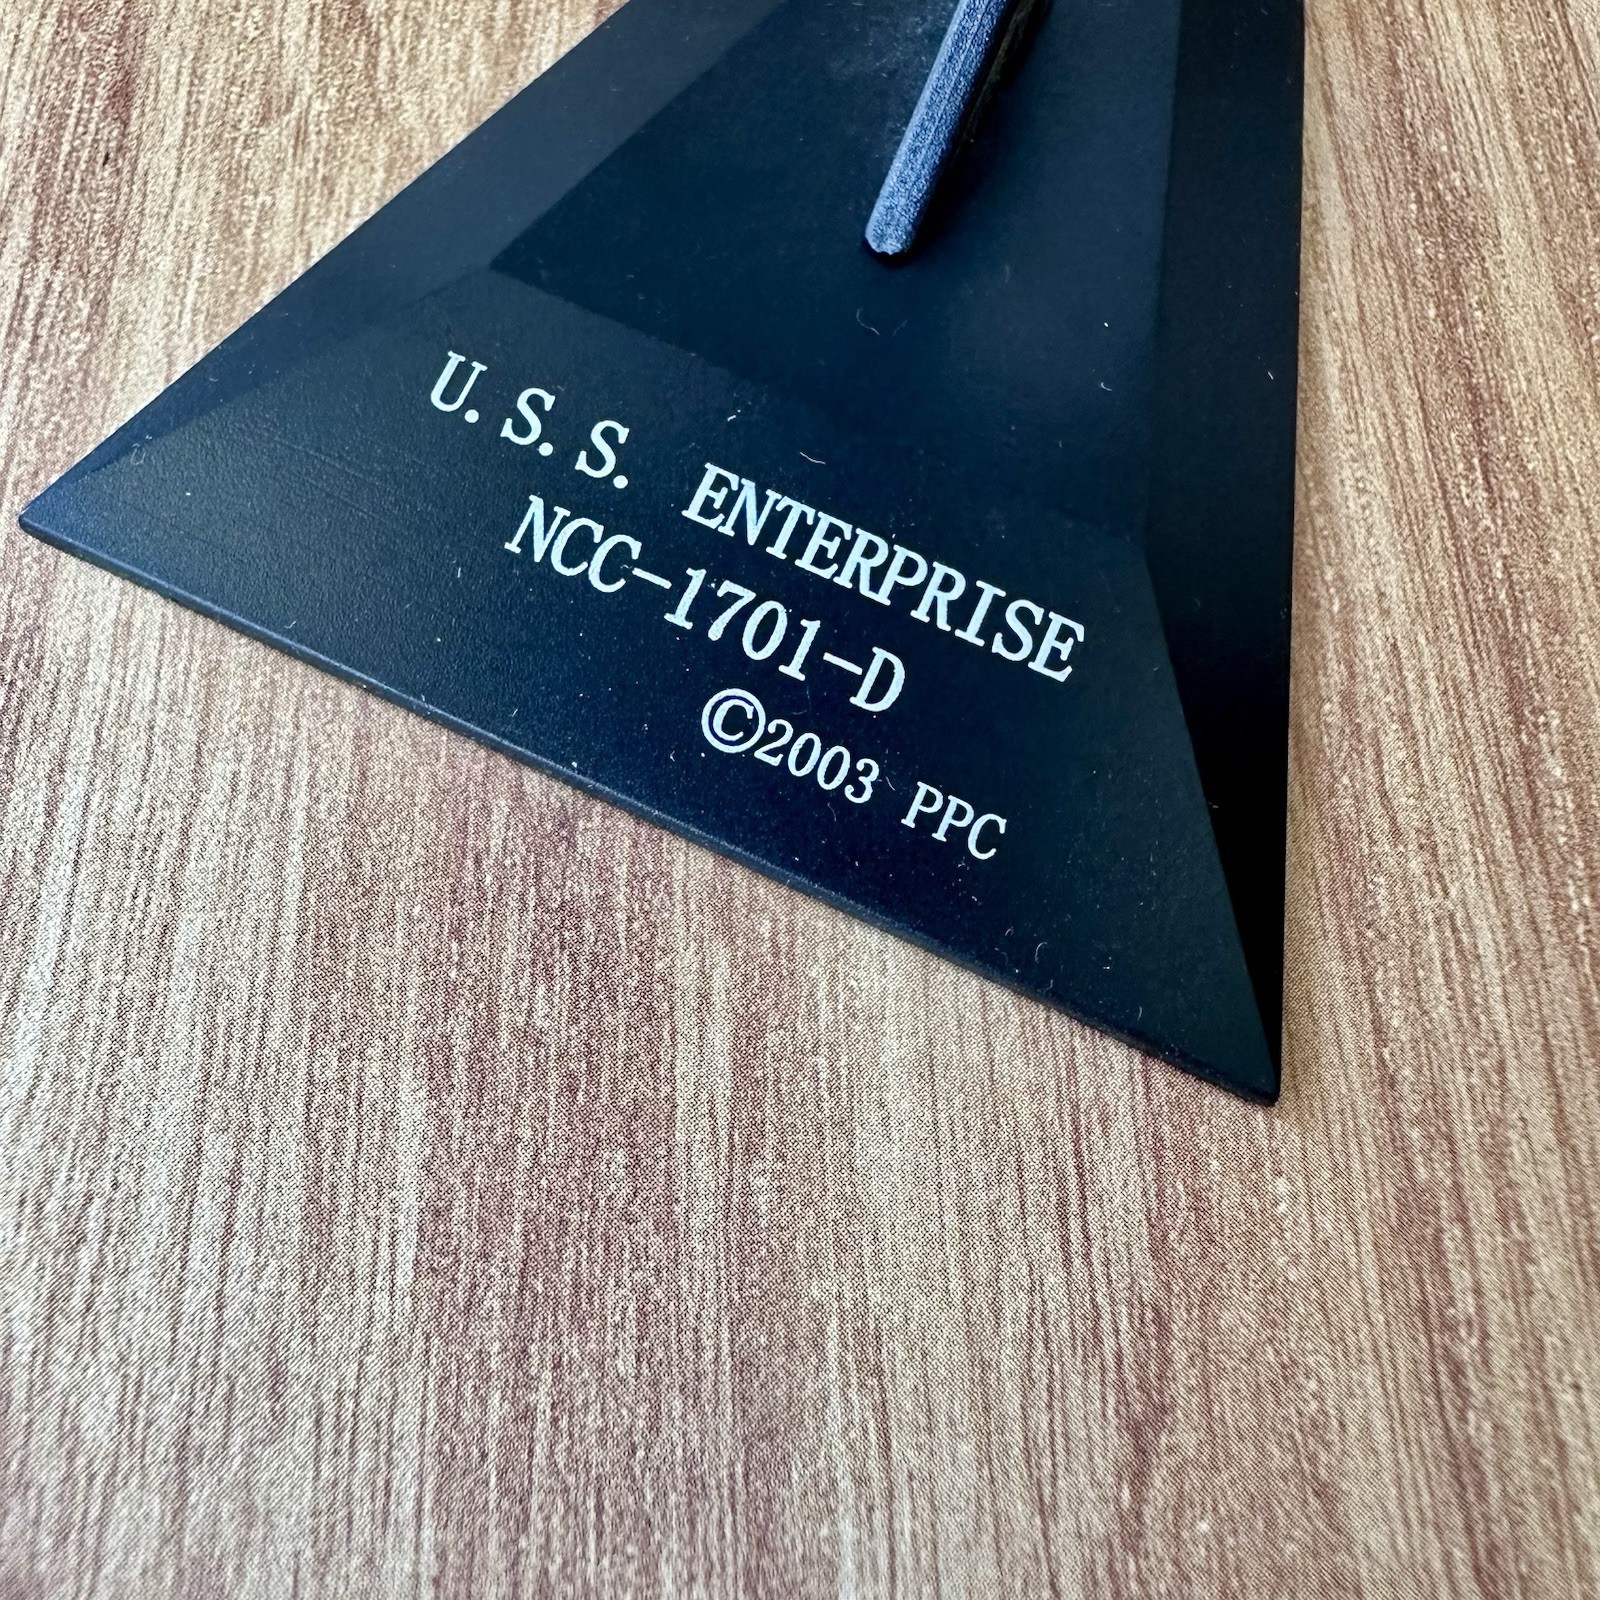 U.S.S. ENTERPRISE
NCC-1701-D
©2003 PPC